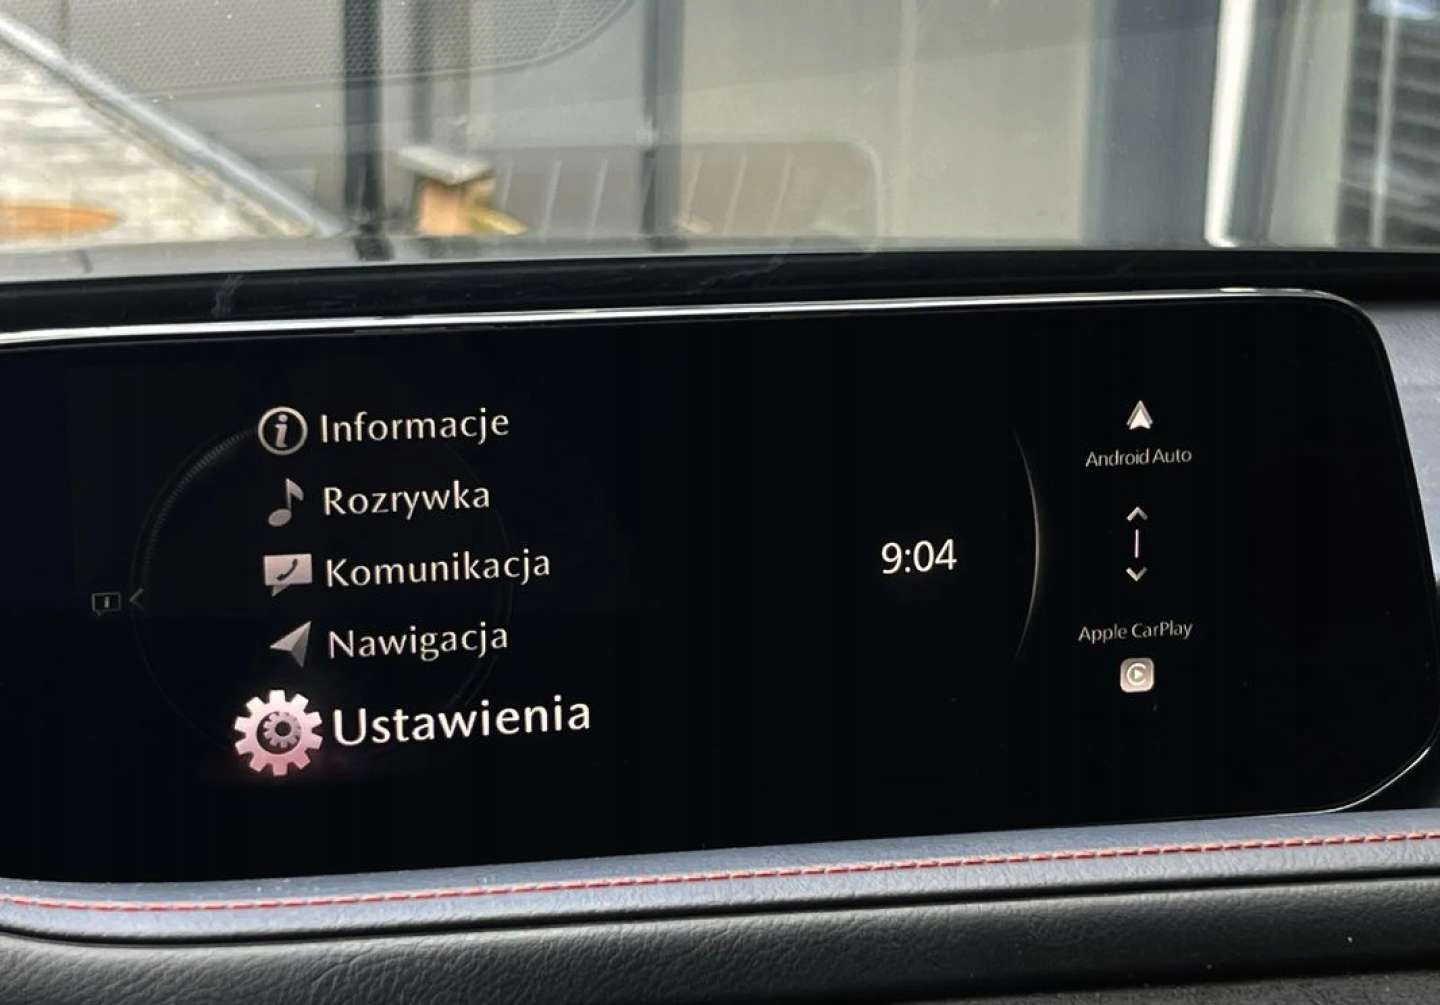 Informacje
Rozrywka
Komunikacja
Nawigacja
Ustawienia
9:04
Android Auto
Apple CarPlay